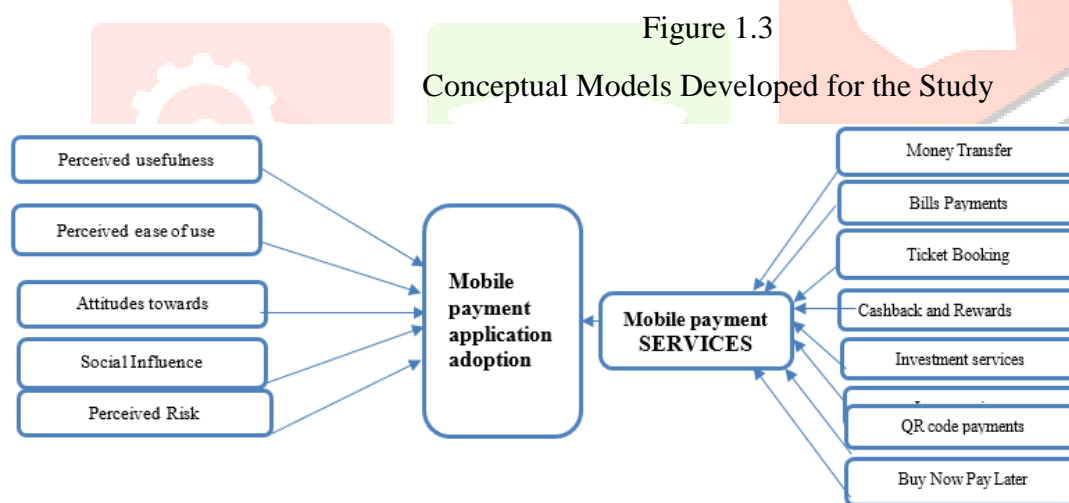 Figure 1.3
Conceptual Models Developed for the Study
Perceived usefulness
Perceived ease of use
Attitudes towards
Social Influence
Perceived Risk
Mobile
payment
application
adoption
Mobile payment
SERVICES
Money Transfer
Bills Payments
Ticket Booking
Cashback and Rewards
Investment services
QR code payments
Buy Now Pay Later